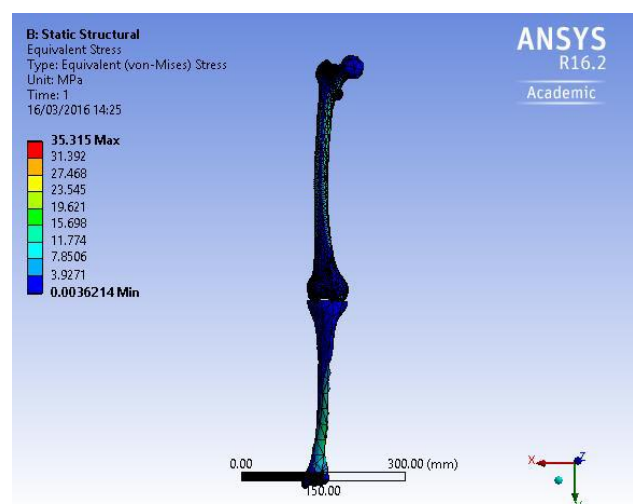 B: Static Structural
Equivalent Stress
Type: Equivalent (von-Mises) Stress
Unit: MPa
Time: 1
16/03/2016 14:25
35.315 Max
31.392
27.468
23.545
19.621
15.698
11.774
7.8506
3.9271
0.0036214 Min
ANSYS
R16.2
Academic
0.00
300.00 (mm)
150.00
X
Z